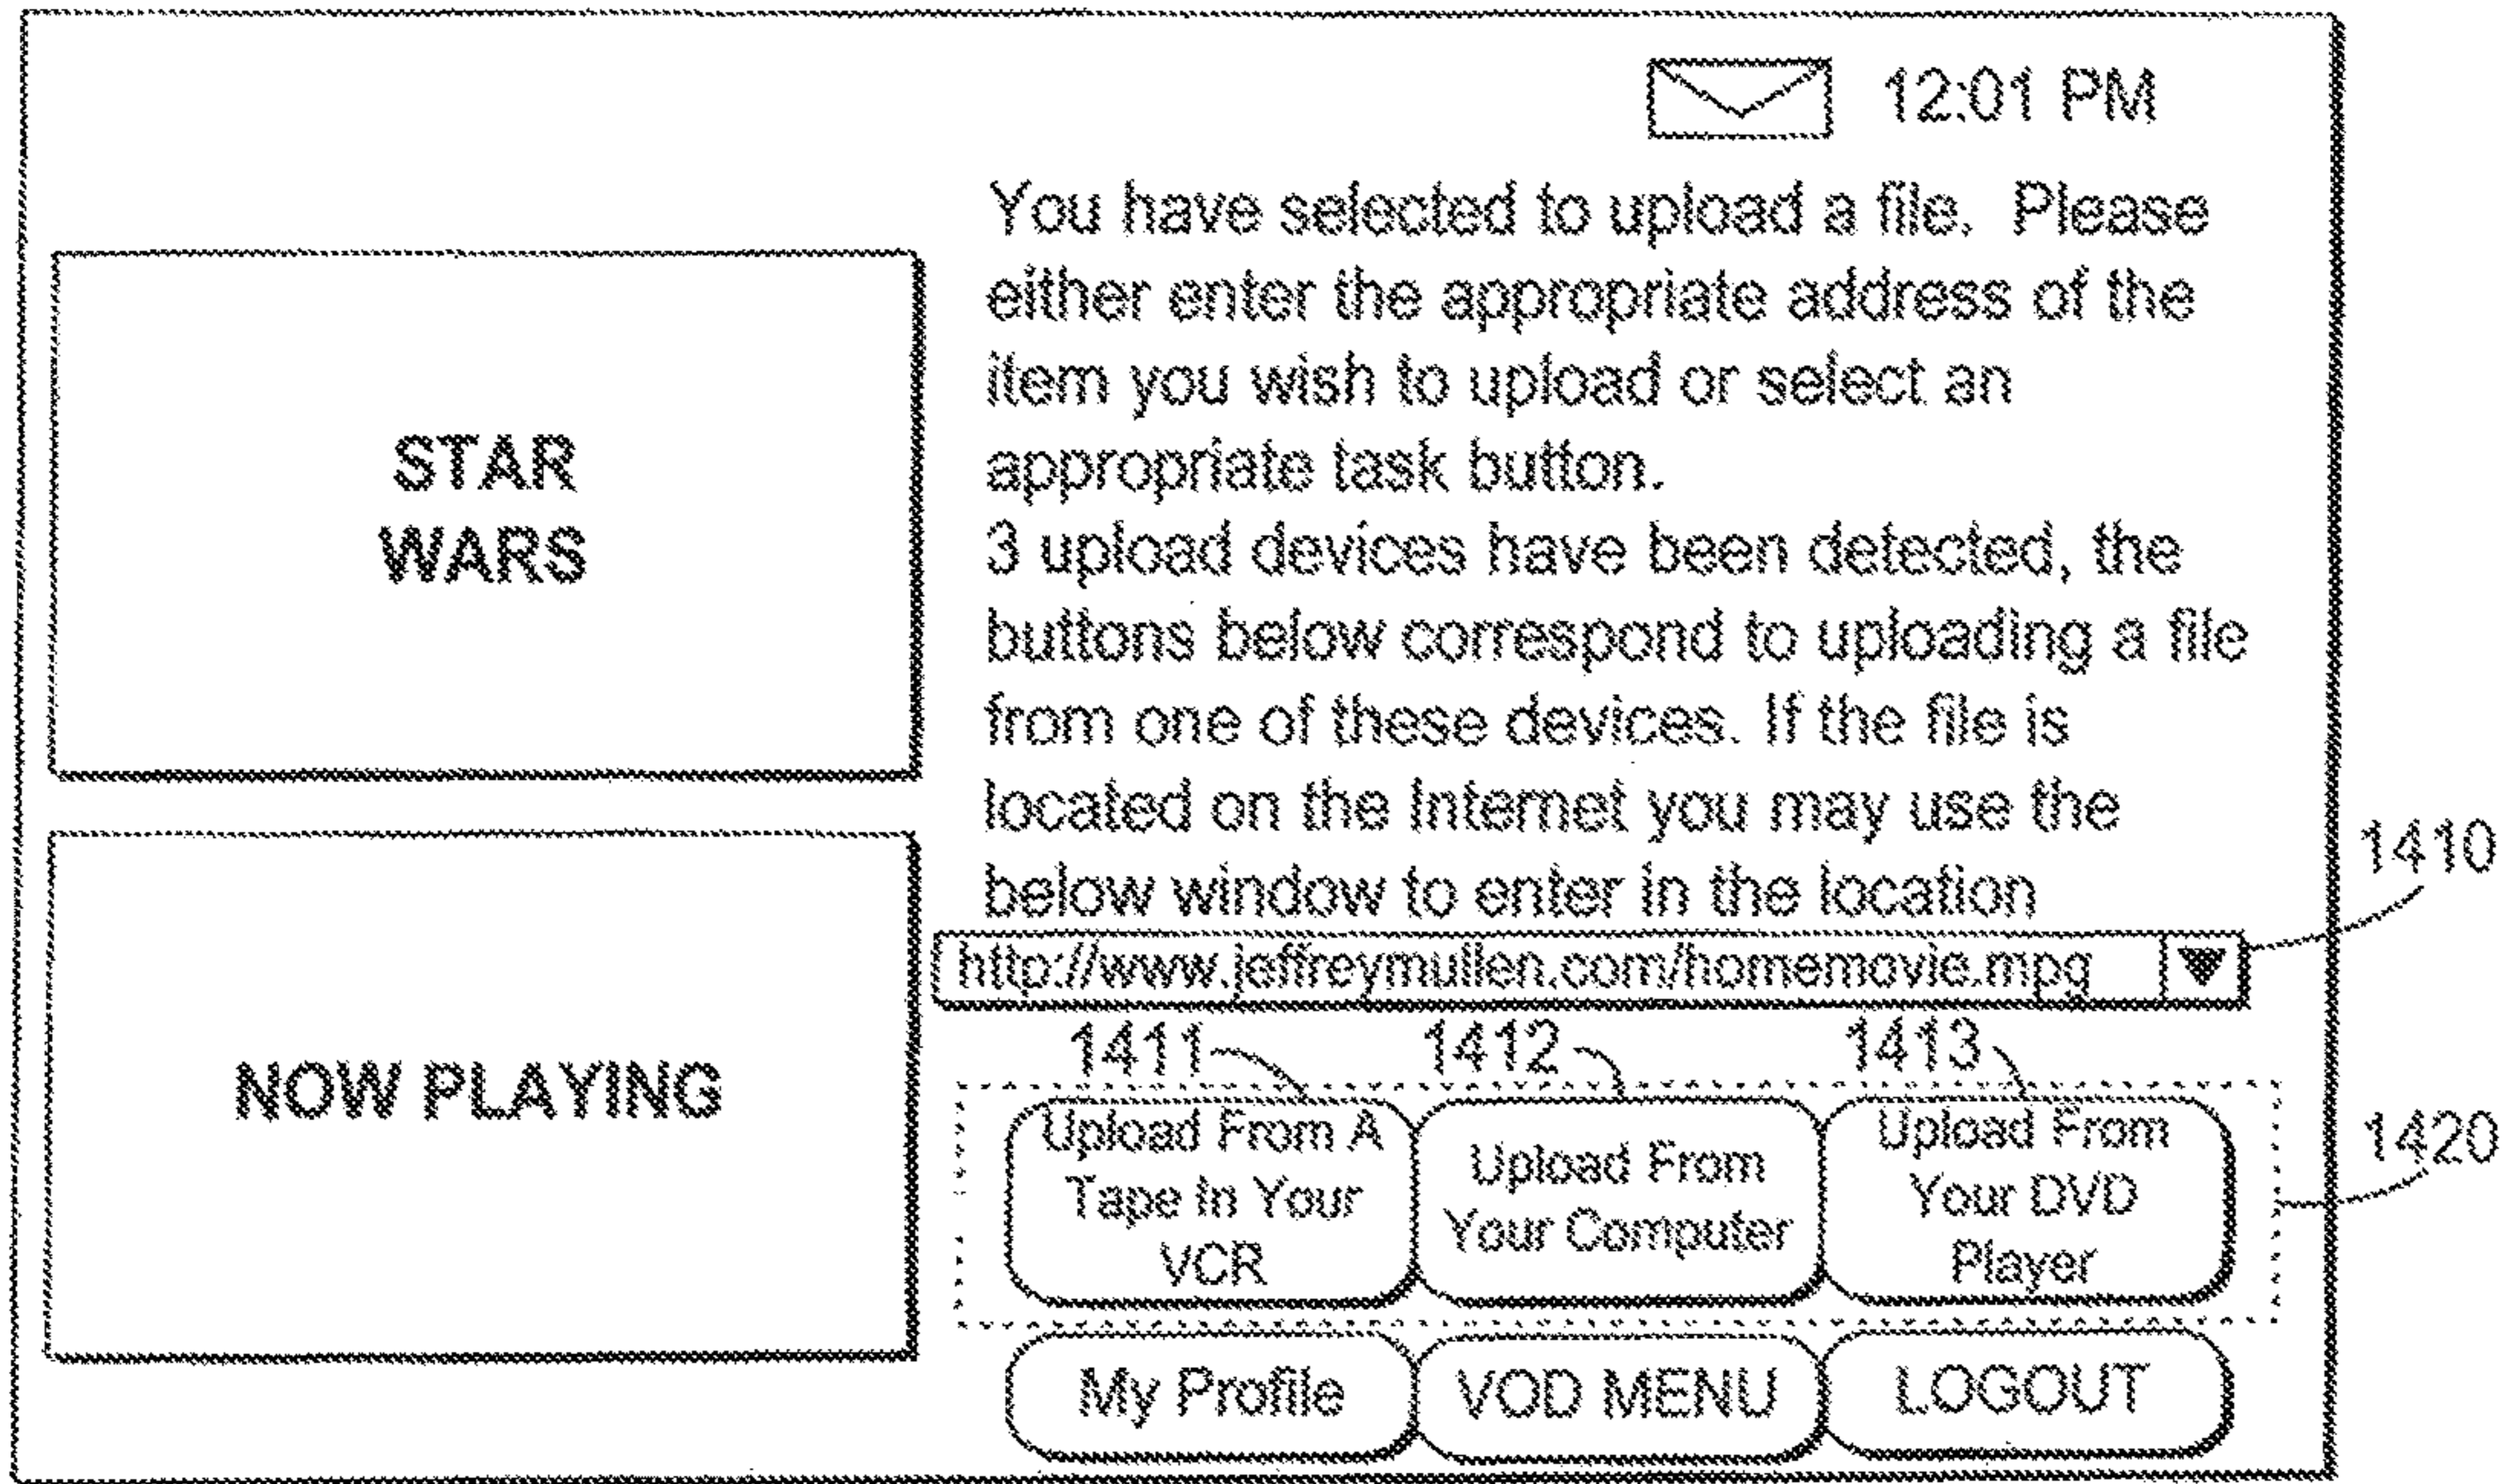 12:01 PM
STAR
WARS
NOW PLAYING
You have selected to upload a file. Please
either enter the appropriate address of the
item you wish to upload or select an
appropriate task button.
3 upload devices have been detected, the
buttons below correspond to uploading a file
from one of these devices. If the file is
located on the Internet you may use the
below window to enter in the location
1410
http://www.jeffreymullen.com/homemovie.mpg
1411
1412
1413
1420
Upload From A
Tape In Your
VCR
Upload From
Your Computer
Upload From
Your DVD
Player
My Profile
VOD MENU
LOGOUT